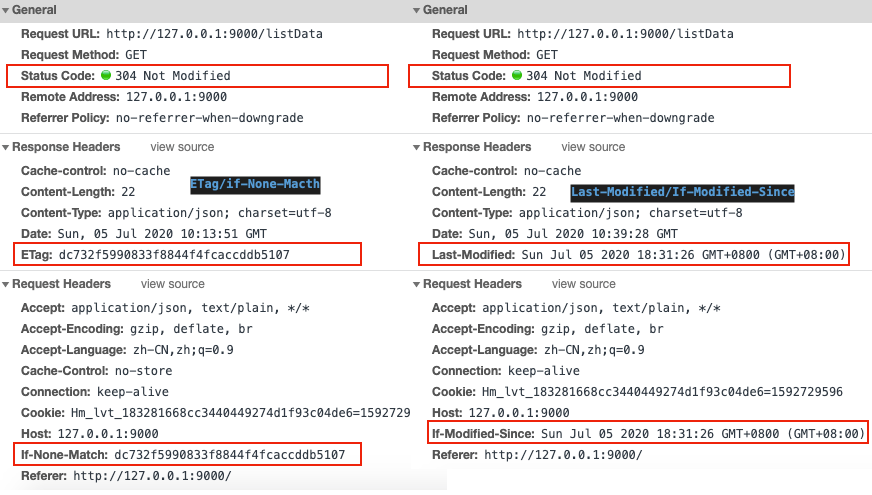 General
Request URL: http://127.0.0.1:9000/listData
Request Method: GET
Status Code: 304 Not Modified
Remote Address: 127.0.0.1:9000
Referrer Policy: no-referrer-when-downgrade
Response Headers view source
Cache-control: no-cache
Content-Length: 22
ETag/if-None-Macth
Content-Type: application/json; charset=utf-8
Date: Sun, 05 Jul 2020 10:13:51 GMT
ETag: dc732f5990833f8844f4fcaccddb5107
Request Headers view source
Accept: application/json, text/plain, */*
Accept-Encoding: gzip, deflate, br
Accept-Language: zh-CN,zh;q=0.9
Cache-Control: no-store
Connection: keep-alive
Cookie: Hm_lvt_183281668cc3440449274d1f93c04de6=1592729
Host: 127.0.0.1:9000
If-None-Match: dc732f5990833f8844f4fcaccddb5107
Referer: http://127.0.0.1:9000/
General
Request URL: http://127.0.0.1:9000/listData
Request Method: GET
Status Code: 304 Not Modified
Remote Address: 127.0.0.1:9000
Referrer Policy: no-referrer-when-downgrade
Response Headers view source
Cache-control: no-cache
Content-Length: 22
Last-Modified/If-Modified-Since
Content-Type: application/json; charset=utf-8
Date: Sun, 05 Jul 2020 10:39:28 GMT
Last-Modified: Sun Jul 05 2020 18:31:26 GMT+0800 (GMT+08:00)
Request Headers view source
Accept: application/json, text/plain, */*
Accept-Encoding: gzip, deflate, br
Accept-Language: zh-CN,zh;q=0.9
Connection: keep-alive
Cookie: Hm_lvt_183281668cc3440449274d1f93c04de6=1592729596
Host: 127.0.0.1:9000
If-Modified-Since: Sun Jul 05 2020 18:31:26 GMT+0800 (GMT+08:00)
Referer: http://127.0.0.1:9000/